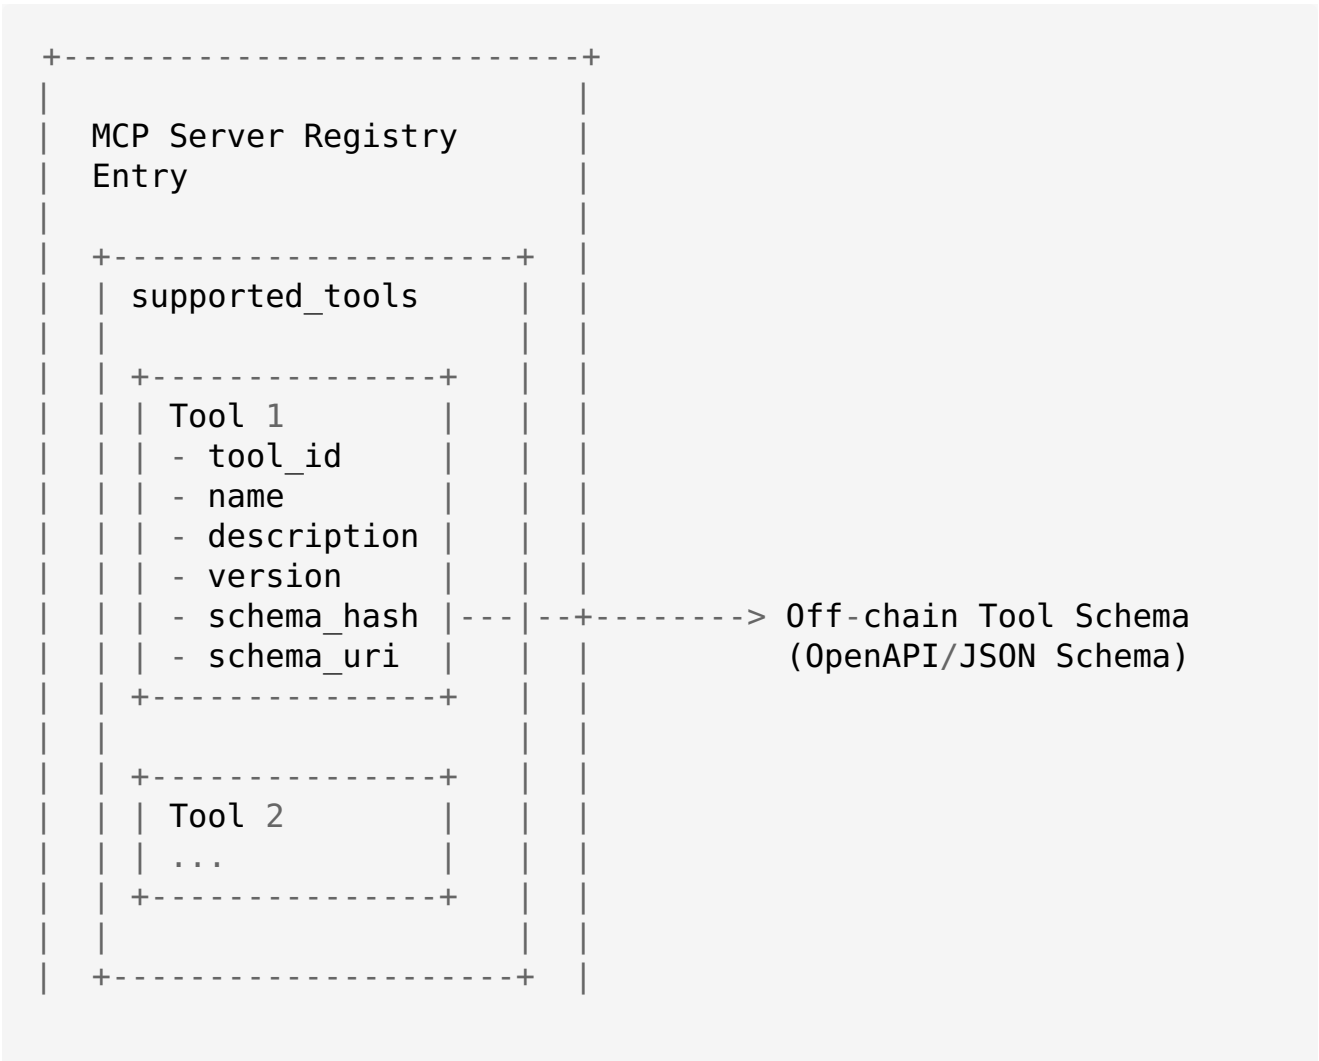 +---------------------------+
|                           |
|  MCP Server Registry      |
|  Entry                    |
|                           |
|  +---------------------+  |
|  | supported_tools     |  |
|  |                     |  |
|  | +---------------+   |  |
|  | | Tool 1        |   |  |
|  | | - tool_id     |   |  |
|  | | - name        |   |  |
|  | | - description |   |  |
|  | | - version     |   |  |
|  | | - schema_hash |---|--+--------> Off-chain Tool Schema
|  | | - schema_uri  |   |  |          (OpenAPI/JSON Schema)
|  | +---------------+   |  |
|  |                     |  |
|  | +---------------+   |  |
|  | | Tool 2        |   |  |
|  | | ...           |   |  |
|  | +---------------+   |  |
|  |                     |  |
|  +---------------------+  |